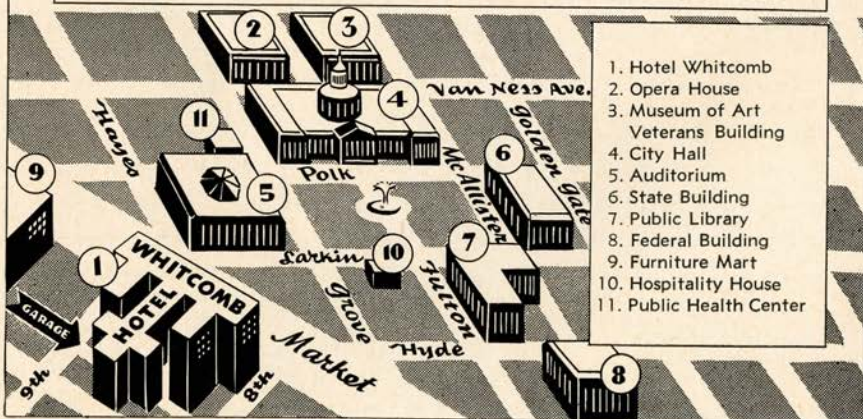 2
3
1. Hotel Whitcomb
2. Opera House
3. Museum of Art
Veterans Building
4. City Hall
5. Auditorium
6. State Building
7. Public Library
8. Federal Building
9. Furniture Mart
10. Hospitality House
11. Public Health Center
Van Ness Ave.
4
Hayes
11
Golden Gate
McAllister
6
9
Polk
5
Larkin
10
7
1
WHITCOMB
HOTEL
Grove
Fulton
GARAGE
Market
Hyde
9th
8th
8